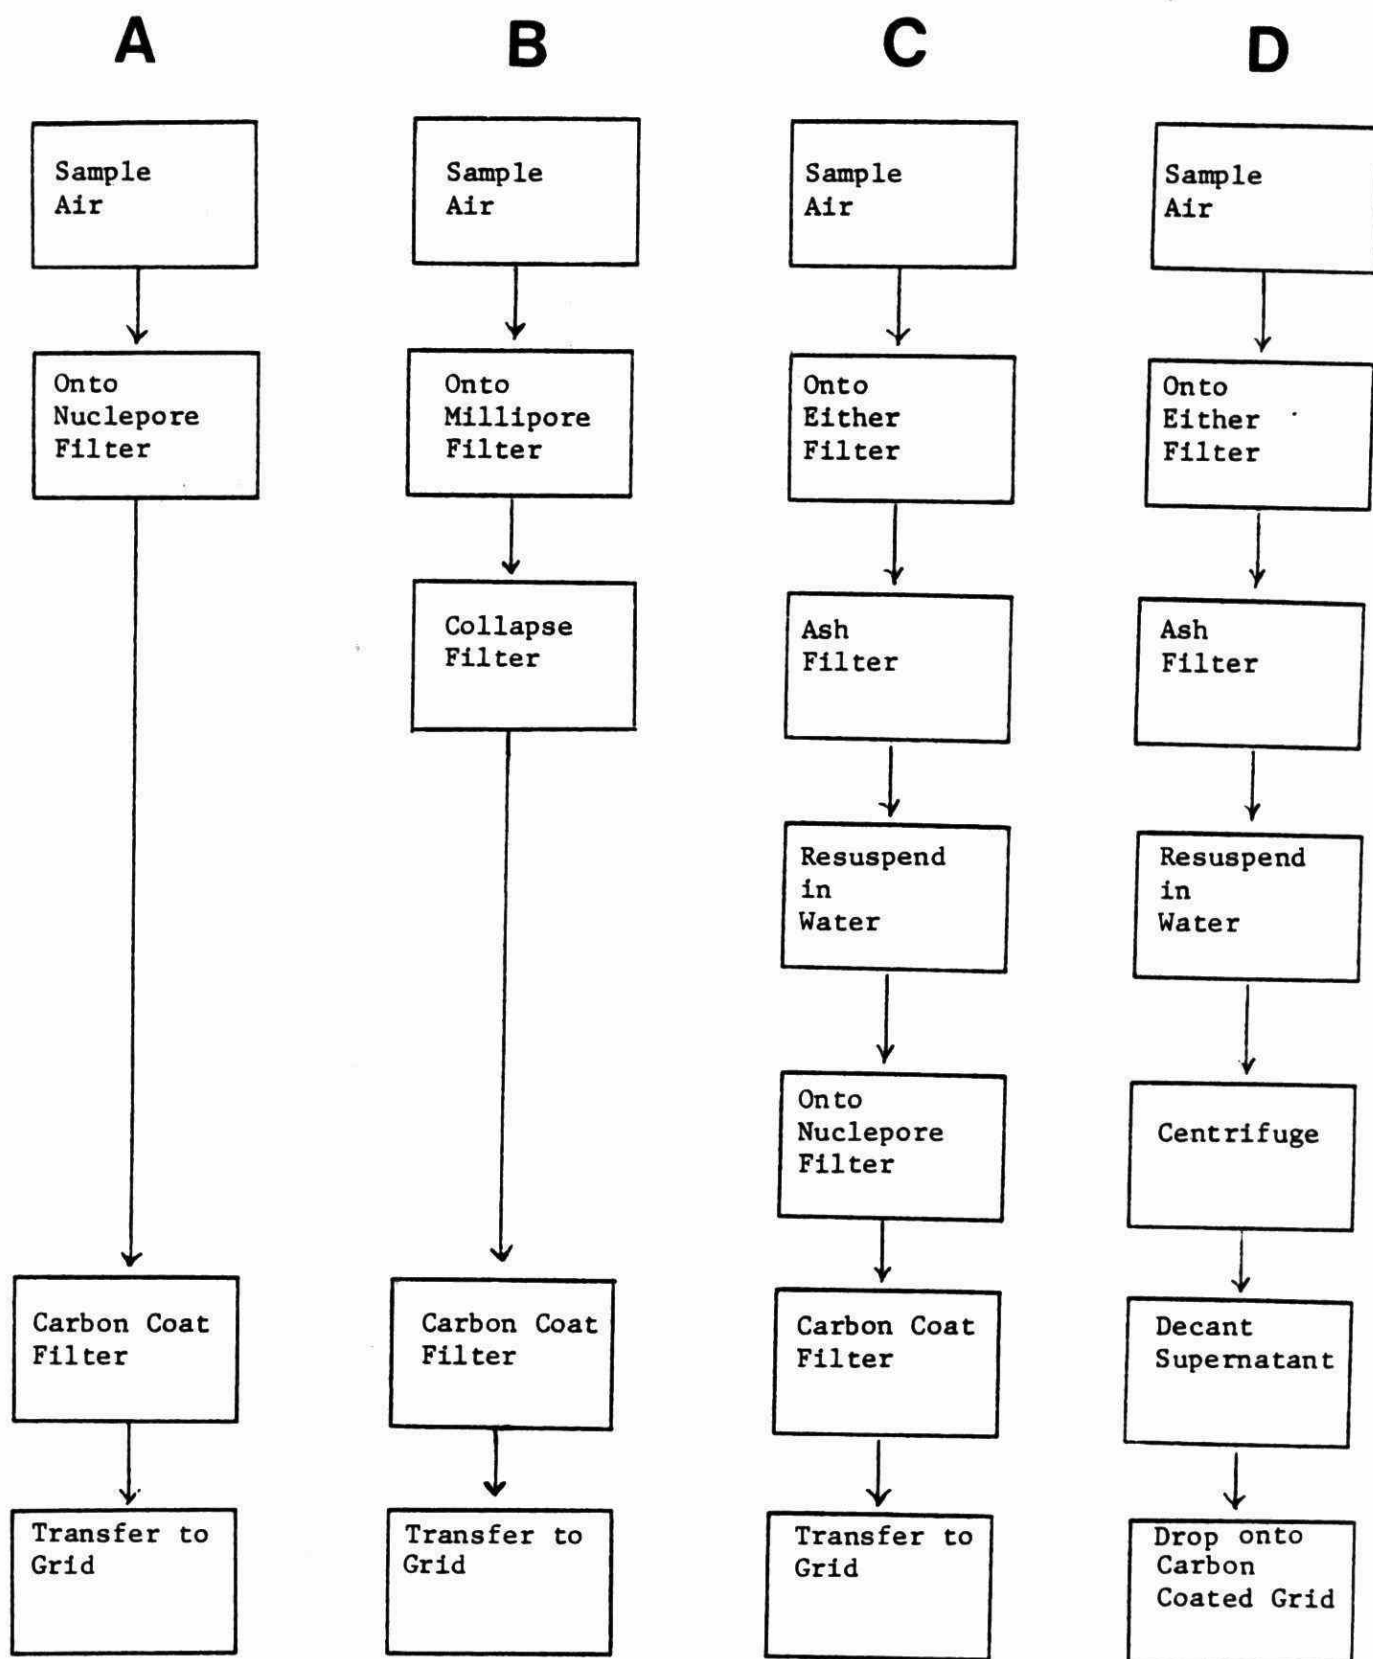 A
Sample
Air
Onto
Nuclepore
Filter
Carbon Coat
Filter
Transfer to
Grid
B
Sample
Air
Onto
Millipore
Filter
Collapse
Filter
Carbon Coat
Filter
Transfer to
Grid
C
Sample
Air
Onto
Either
Filter
Ash
Filter
Resuspend
in
Water
Onto
Nuclepore
Filter
Carbon Coat
Filter
Transfer to
Grid
D
Sample
Air
Onto
Either
Filter
Ash
Filter
Resuspend
in
Water
Centrifuge
Decant
Supernatant
Drop onto
Carbon
Coated Grid